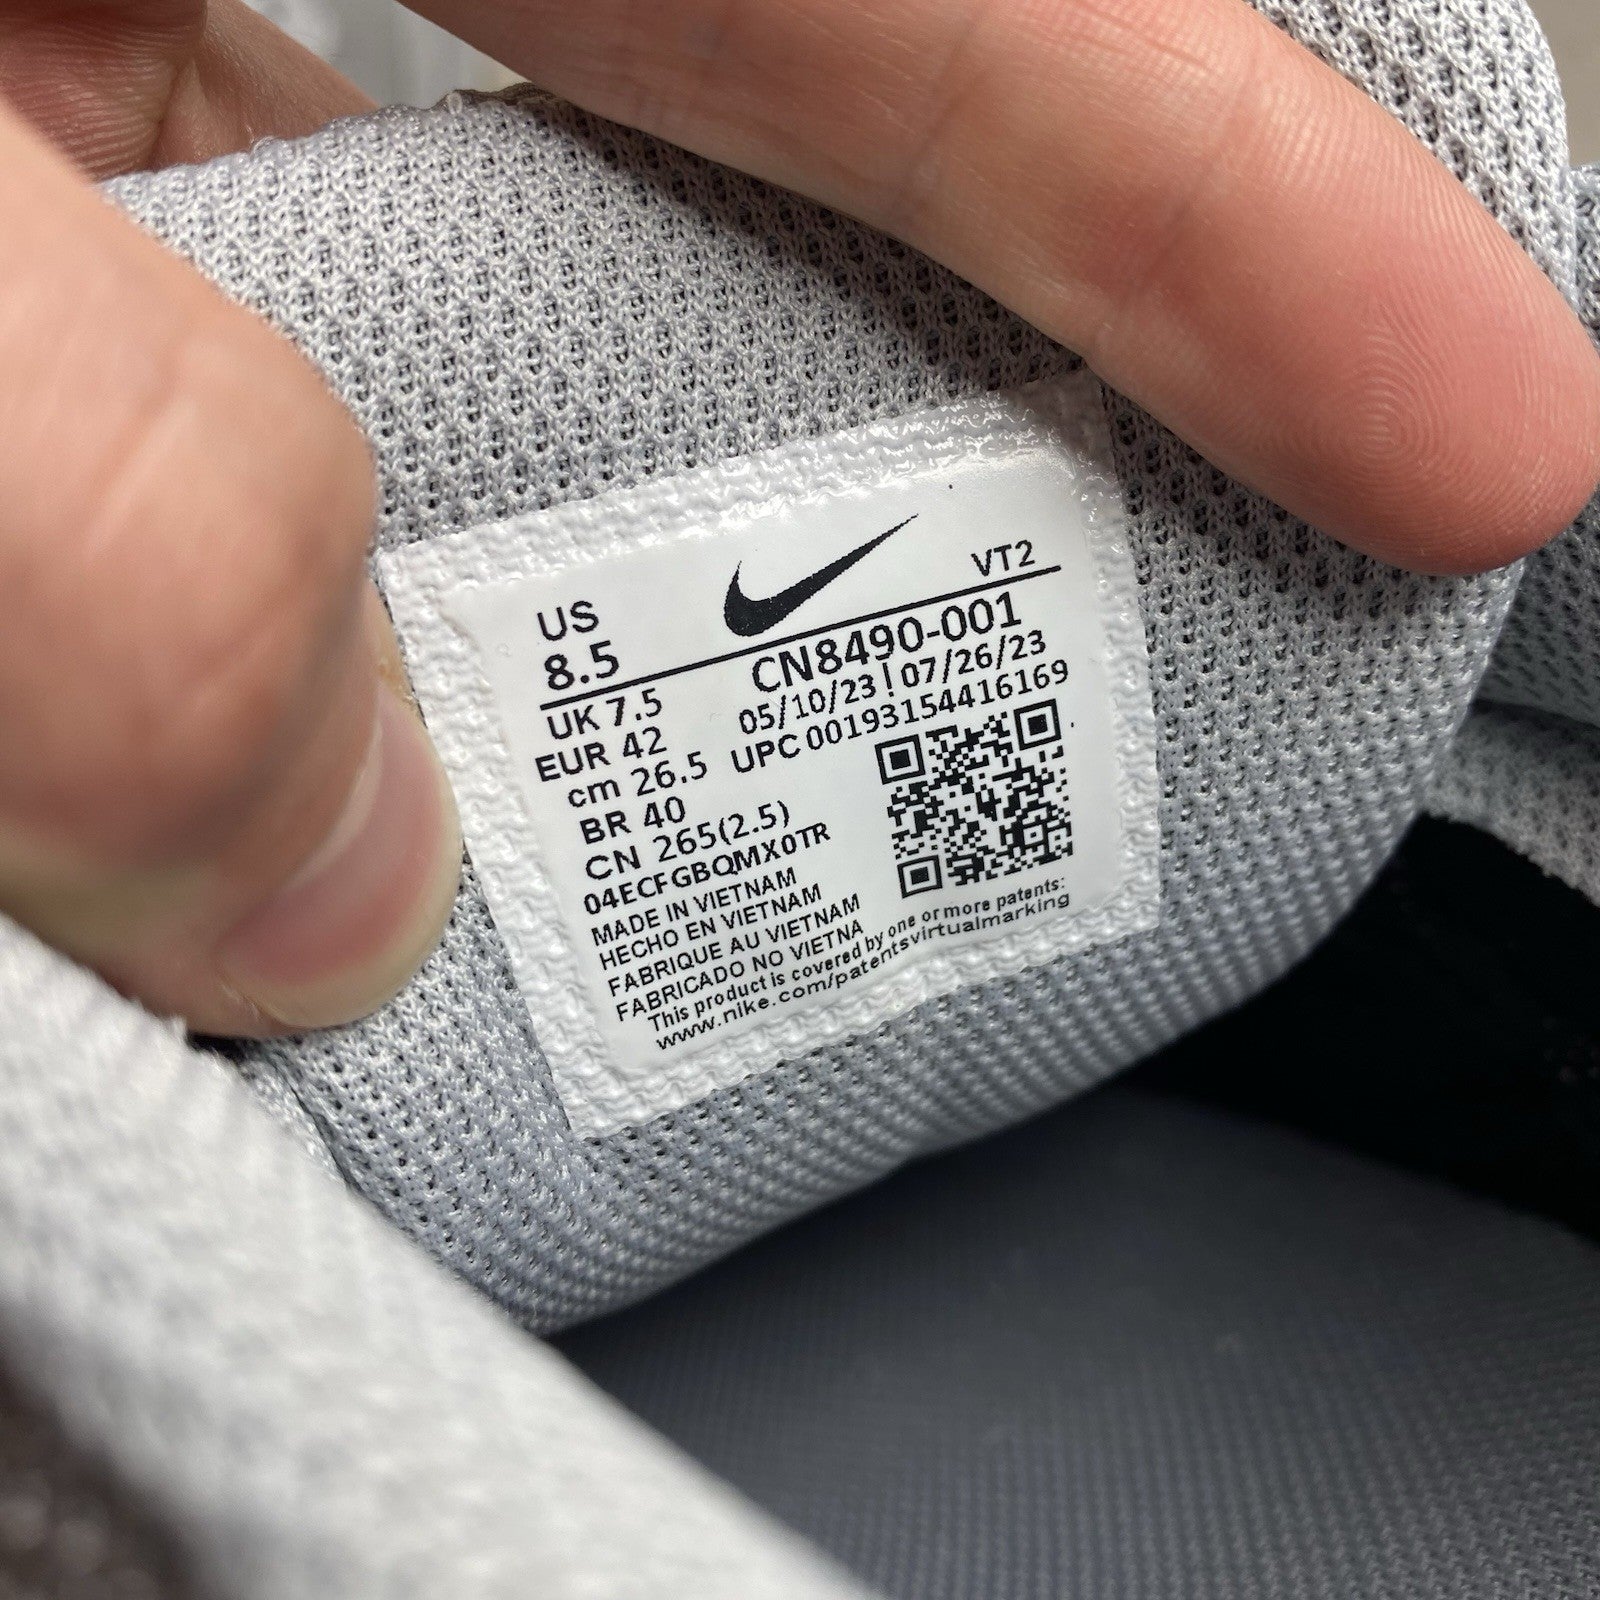 US
8.5
VT2
UK 7.5
EUR 42
cm 26.5
BR 40
CN 265(2.5)
CN8490-001
05/10/23 ! 07/26/23
UPC 00193154416169
04ECFGBQMX0TR
MADE IN VIETNAM
HECHO EN VIETNAM
FABRIQUE AU VIETNAM
FABRICADO NO VIETNA
This product is covered by one or more patents:
www.nike.com/patentsvirtualmarking